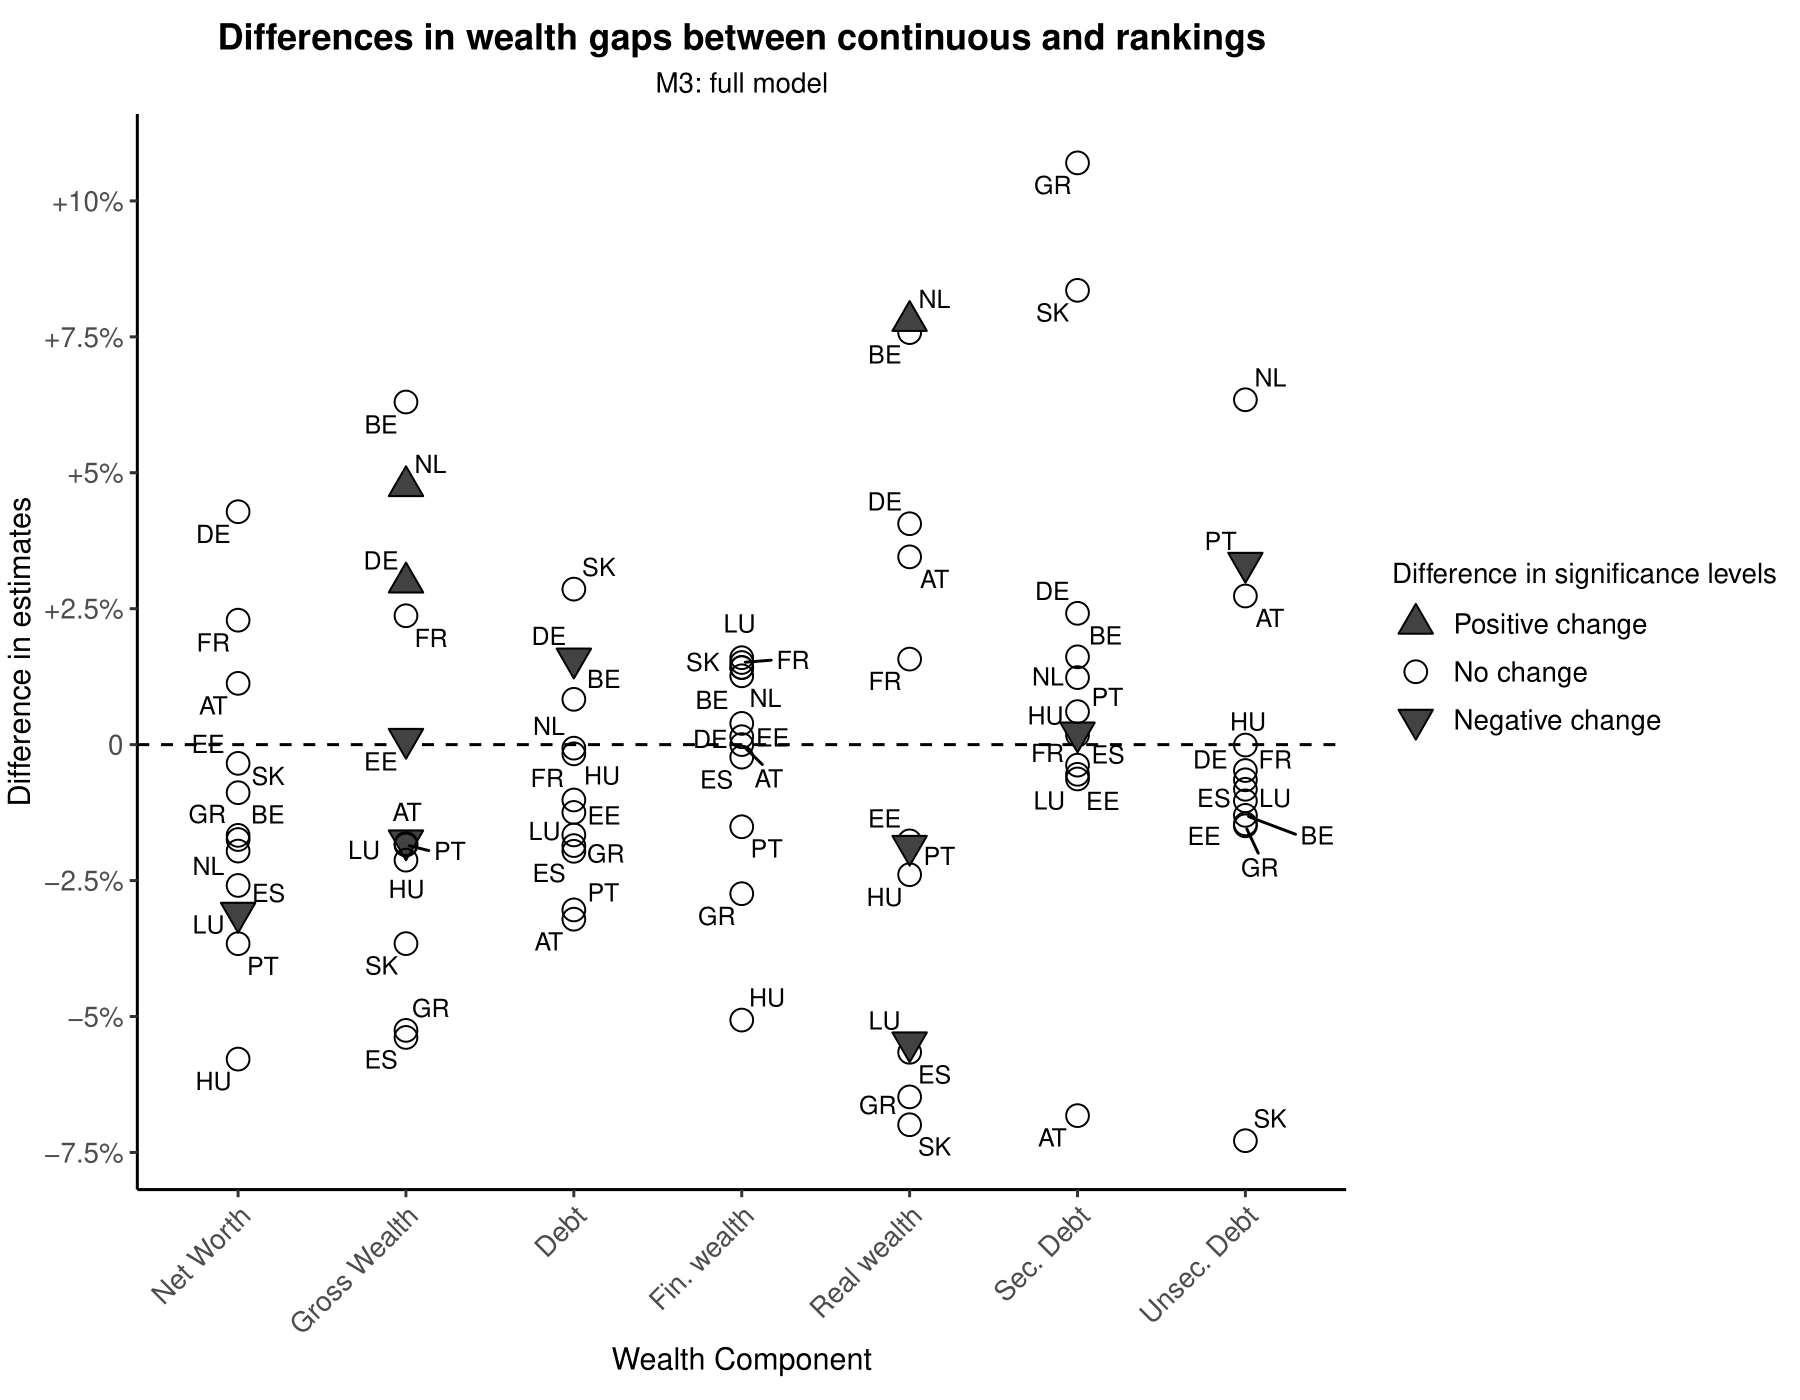 Differences in wealth gaps between continuous and rankings
M3: full model
Difference in estimates
+10%
+7.5%
+5%
+2.5%
0
−2.5%
−5%
−7.5%
DE
FR
AT
EE
SK
GR
BE
NL
ES
LU
PT
HU
BE
NL
DE
FR
EE
AT
LU
PT
HU
SK
GR
ES
SK
DE
BE
NL
FR
HU
EE
LU
GR
ES
PT
AT
LU
SK
FR
BE
NL
DE
EE
ES
AT
PT
GR
HU
NL
BE
DE
AT
FR
EE
PT
HU
LU
ES
GR
SK
GR
SK
DE
BE
NL
PT
HU
FR
ES
LU
EE
AT
NL
PT
AT
HU
DE
FR
ES
LU
EE
BE
GR
SK
Net Worth
Gross Wealth
Debt
Fin. wealth
Real wealth
Sec. Debt
Unsec. Debt
Wealth Component
Difference in significance levels
Positive change
No change
Negative change